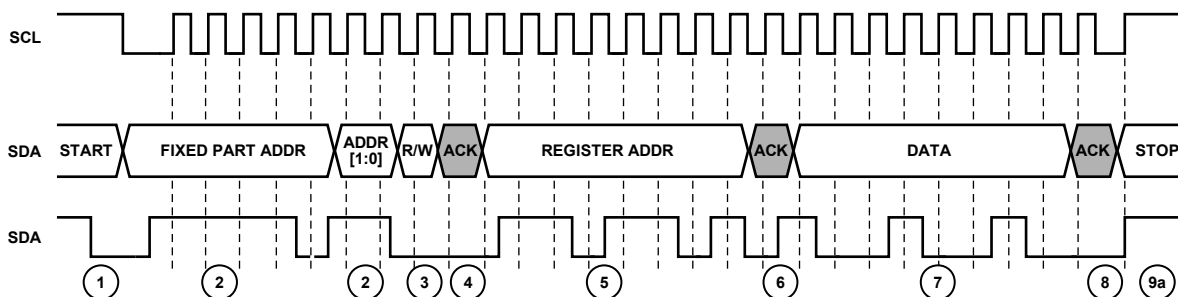 SCL
SDA START FIXED PART ADDR ADDR [1:0] R/W ACK REGISTER ADDR ACK DATA ACK STOP
SDA
1 2 2 3 4 5 6 7 8 9a